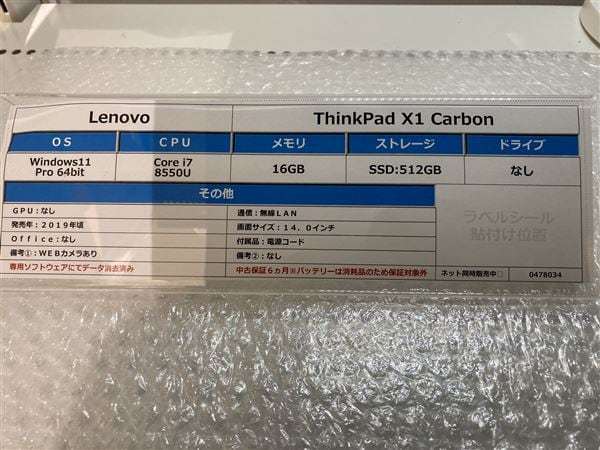 Lenovo ThinkPad X1 Carbon
OS CPU メモリ ストレージ ドライブ
Windows11 Pro 64bit Core i7 8550U 16GB SSD:512GB なし
その他
GPU:なし 通信:無線LAN
発売年:2019年頃 画面サイズ:14.0インチ
Office:なし 付属品:電源コード
備考①:WEBカメラあり 備考②:なし
専用ソフトウェアにてデータ消去済み 中古保証6ヵ月※バッテリーは消耗品のため保証対象外
ラベルシール
貼付け位置
ネット同時販売中□ 0478034